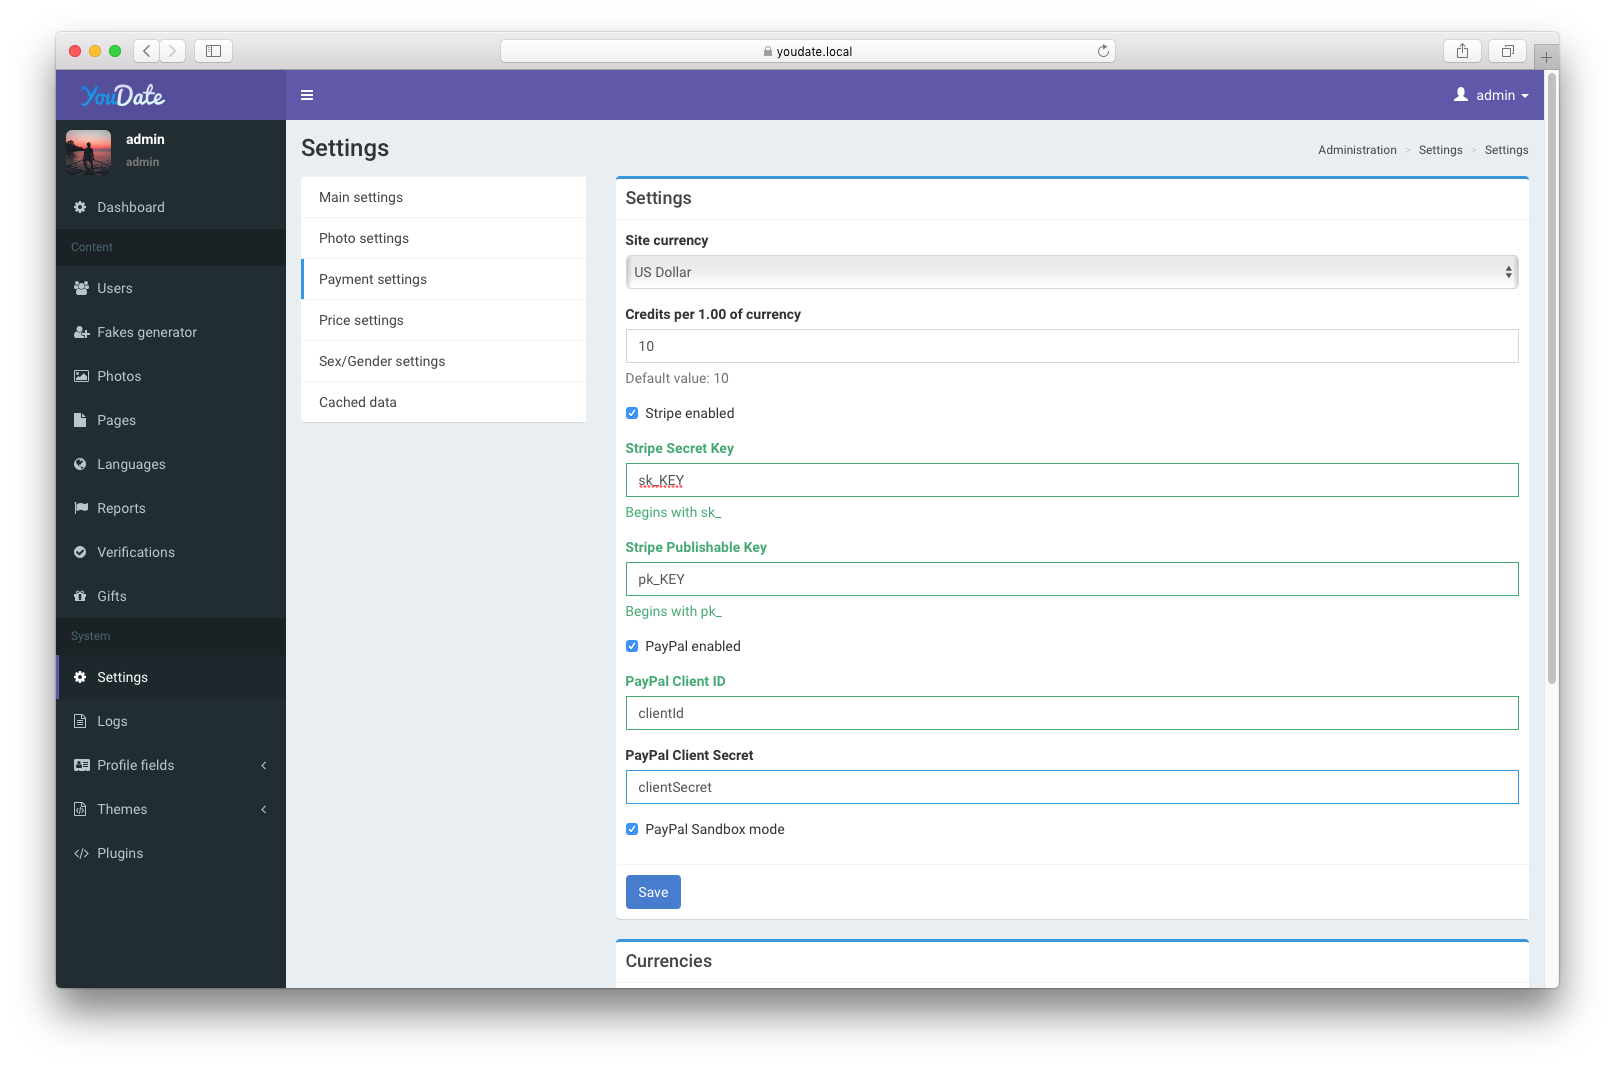 youdate.local
YouDate
admin
admin
admin
Dashboard
Content
Users
Fakes generator
Photos
Pages
Languages
Reports
Verifications
Gifts
System
Settings
Logs
Profile fields
Themes
Plugins
Settings
Administration > Settings > Settings
Main settings
Photo settings
Payment settings
Price settings
Sex/Gender settings
Cached data
Settings
Site currency
US Dollar
Credits per 1.00 of currency
10
Default value: 10
Stripe enabled
Stripe Secret Key
sk_KEY
Begins with sk_
Stripe Publishable Key
pk_KEY
Begins with pk_
PayPal enabled
PayPal Client ID
clientId
PayPal Client Secret
clientSecret
PayPal Sandbox mode
Save
Currencies